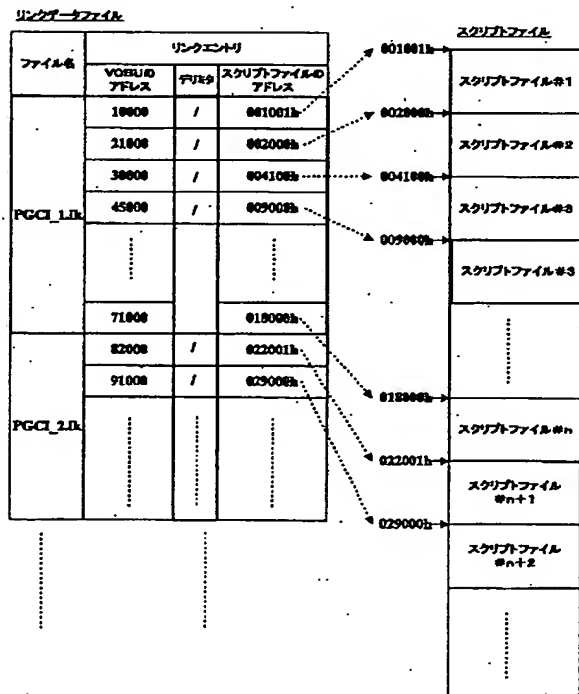 リンクデータファイル
ファイル名
リンクエントリ
VOBUのアドレス
デリミタ
スクリプトファイルのアドレス
PGCI_1.lk
10000 / 001001h
21000 / 002000h
30000 / 004100h
45000 / 009000h
71000 018000h
PGCI_2.lk
82000 / 022001h
91000 / 029000h
スクリプトファイル
001001h
スクリプトファイル#1
002000h
スクリプトファイル#2
004100h
スクリプトファイル#3
009000h
スクリプトファイル#3
018000h
スクリプトファイル#n
022001h
スクリプトファイル
#n+1
029000h
スクリプトファイル
#n+2